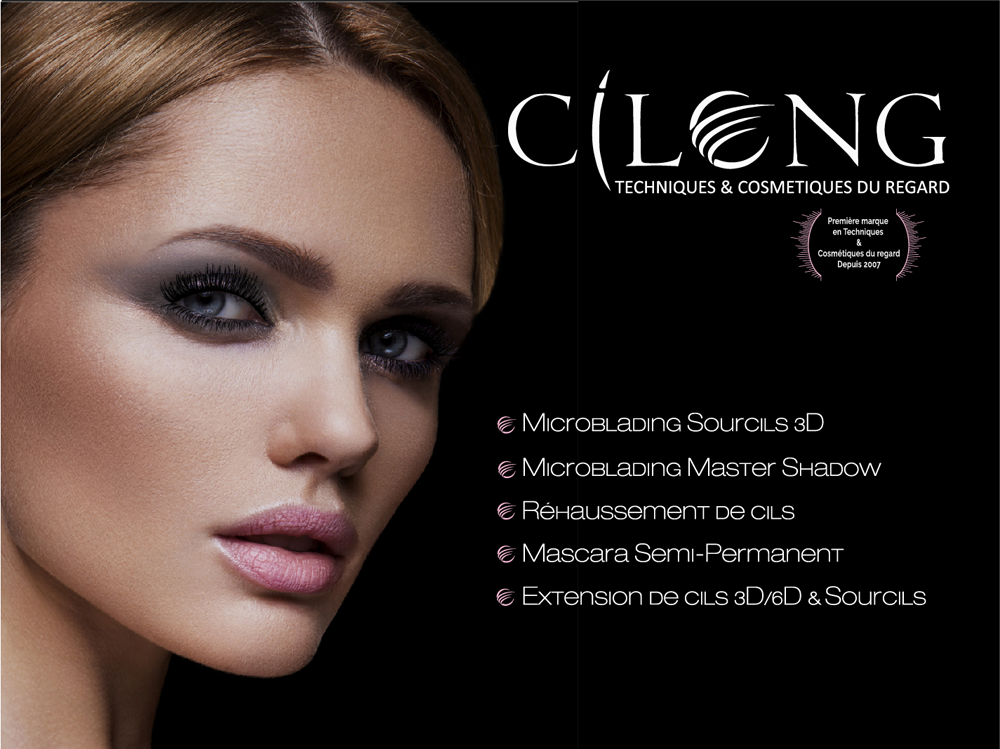 CILONG
TECHNIQUES & COSMETIQUES DU REGARD
Première marque
en Techniques
&
Cosmétiques du regard
Depuis 2007
Microblading Sourcils 3D
Microblading Master Shadow
Réhaussement de cils
Mascara Semi-Permanent
Extension de cils 3D/6D & Sourcils